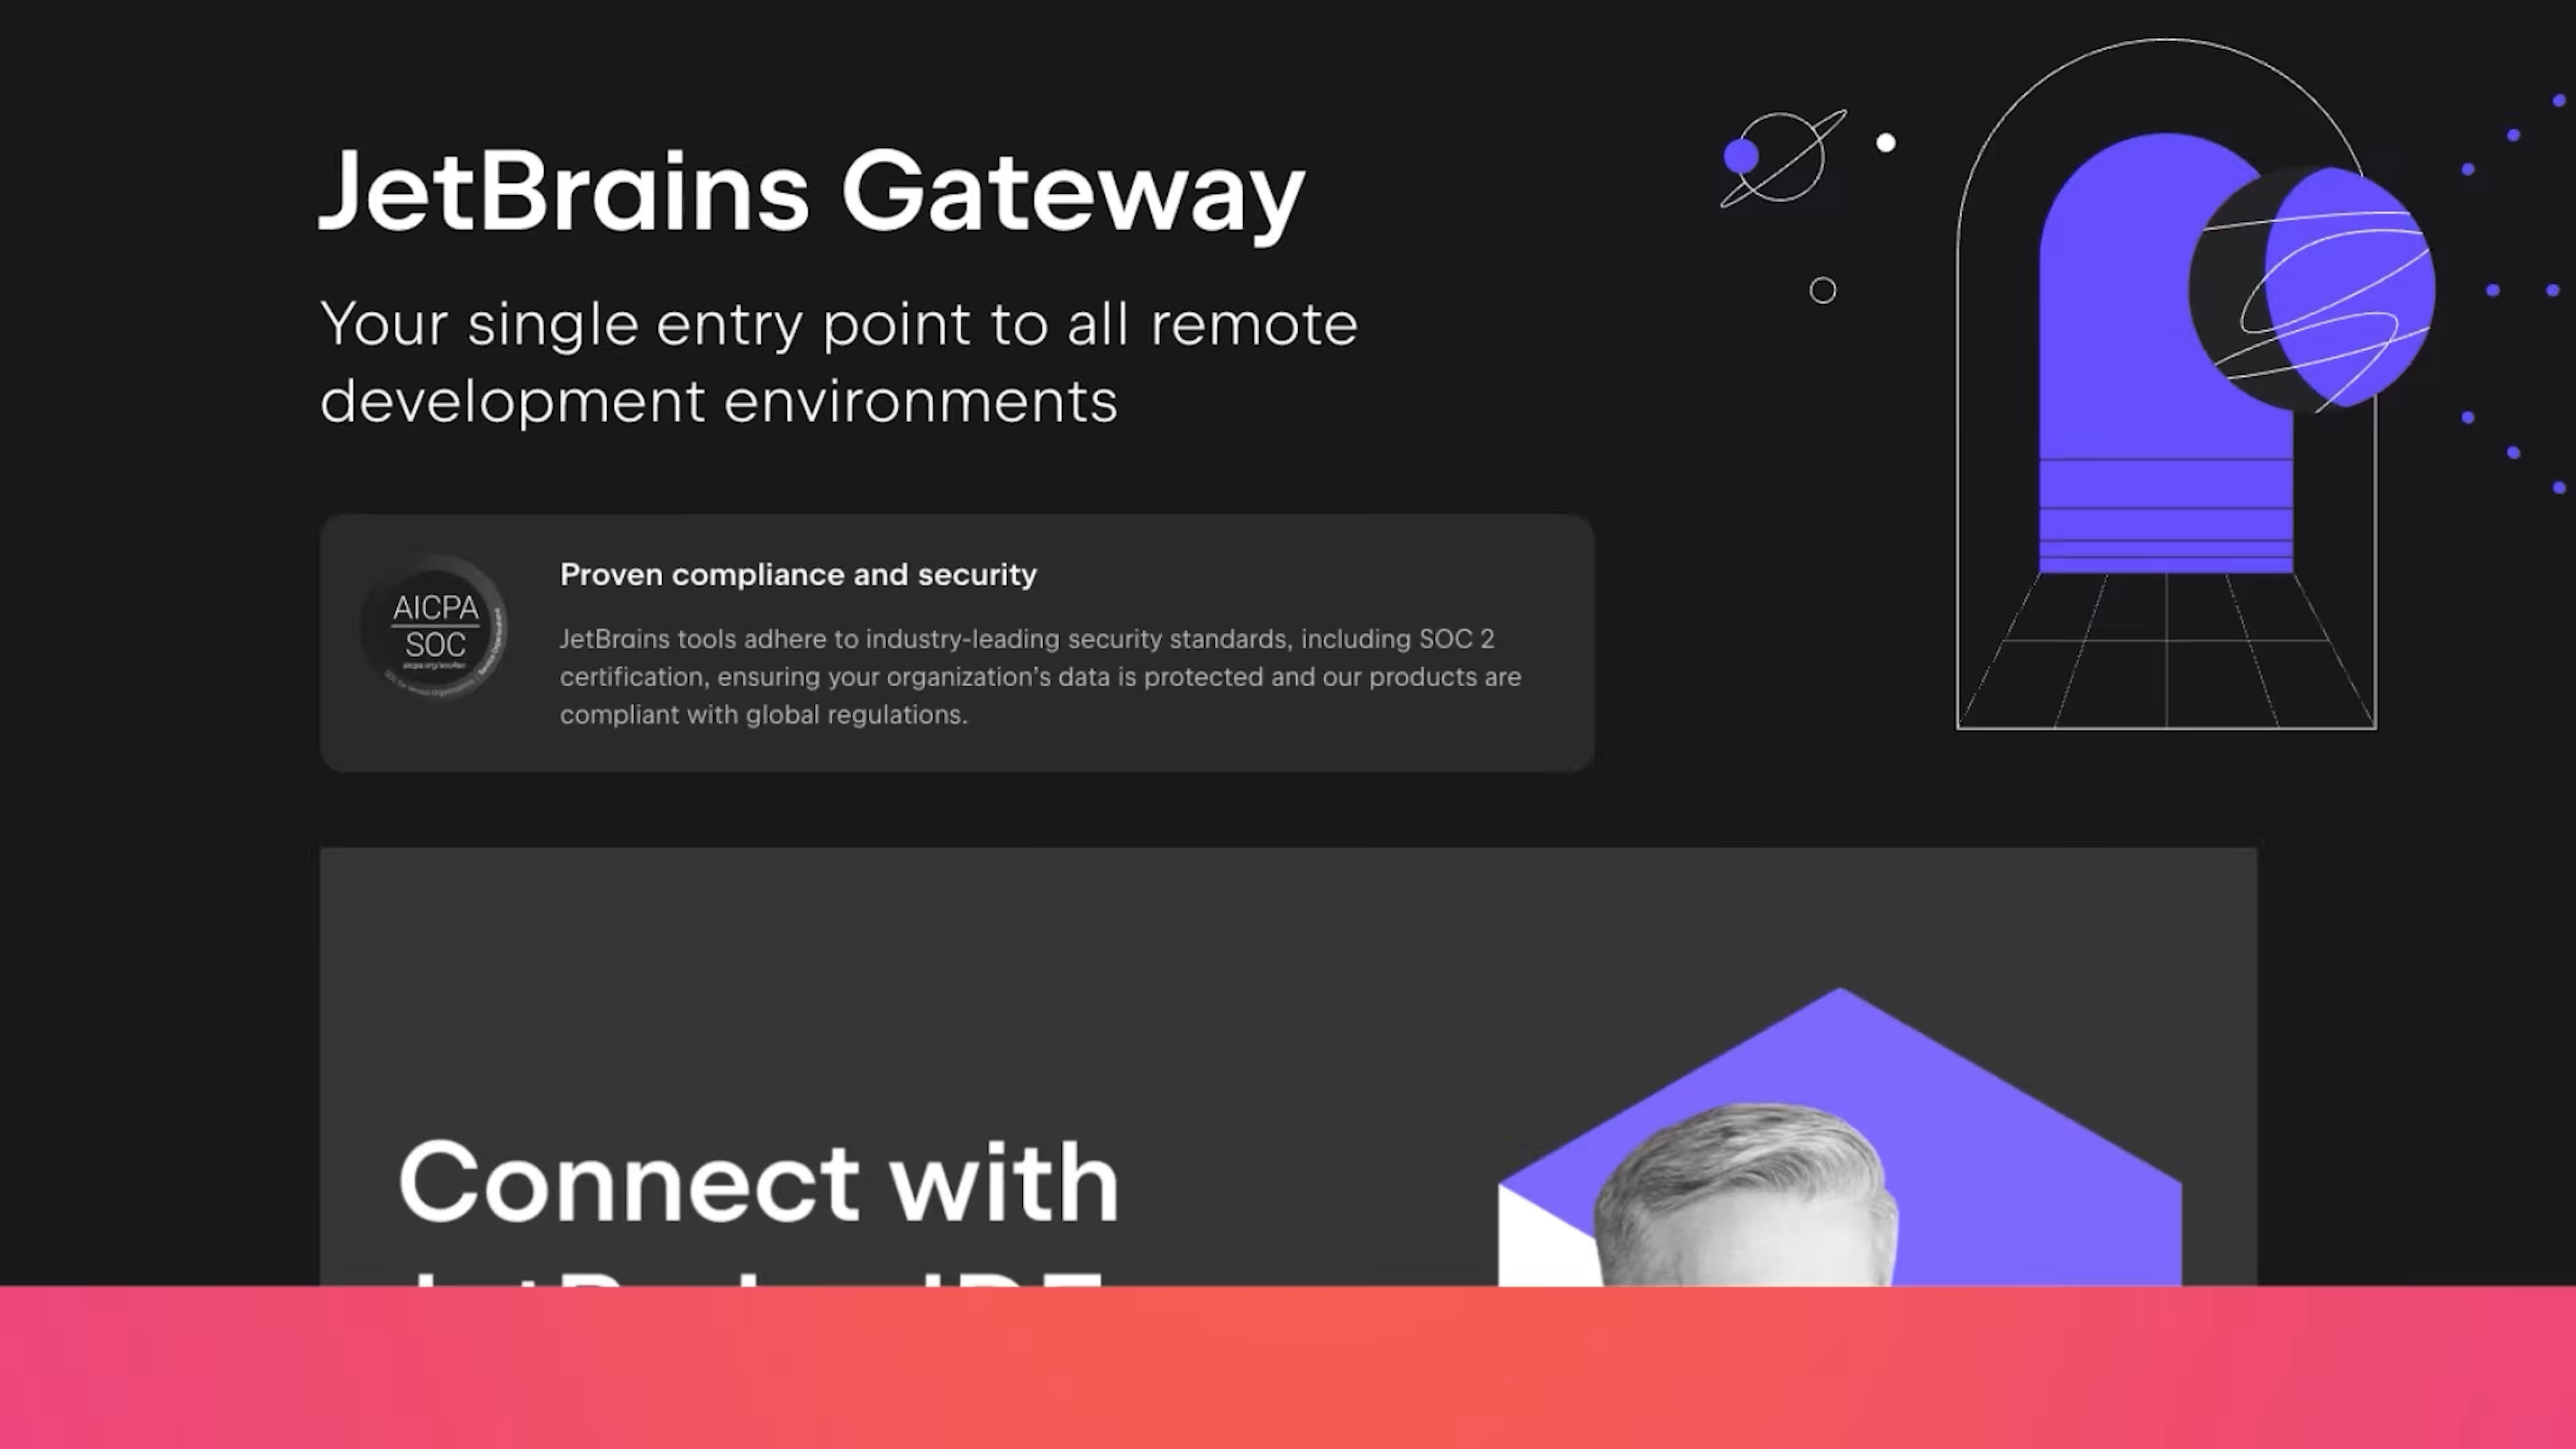 JetBrains Gateway
Your single entry point to all remote
development environments
AICPA
SOC
Proven compliance and security
JetBrains tools adhere to industry-leading security standards, including SOC 2
certification, ensuring your organization's data is protected and our products are
compliant with global regulations.
Connect with